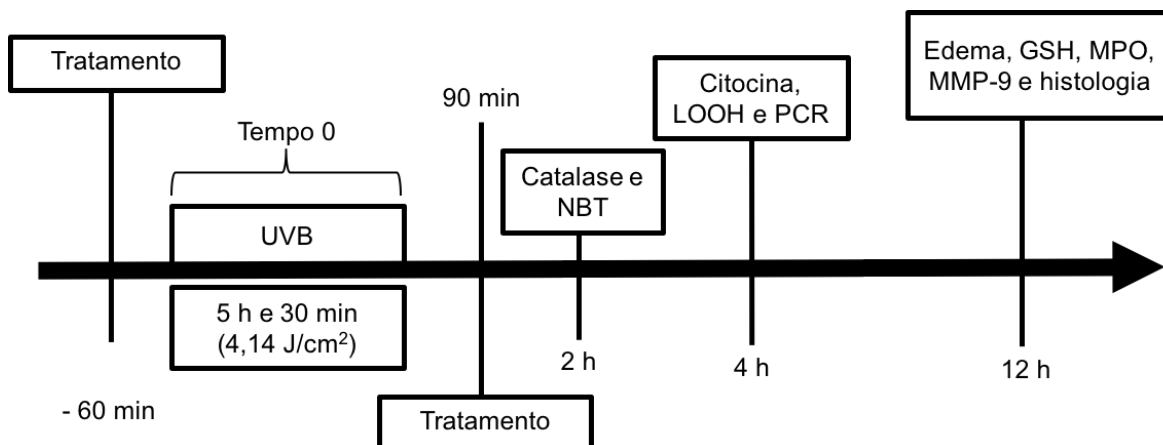 Tratamento
- 60 min
Tempo 0
UVB
5 h e 30 min
(4,14 J/cm²)
90 min
Tratamento
Catalase e
NBT
2 h
Citocina,
LOOH e PCR
4 h
Edema, GSH, MPO,
MMP-9 e histologia
12 h